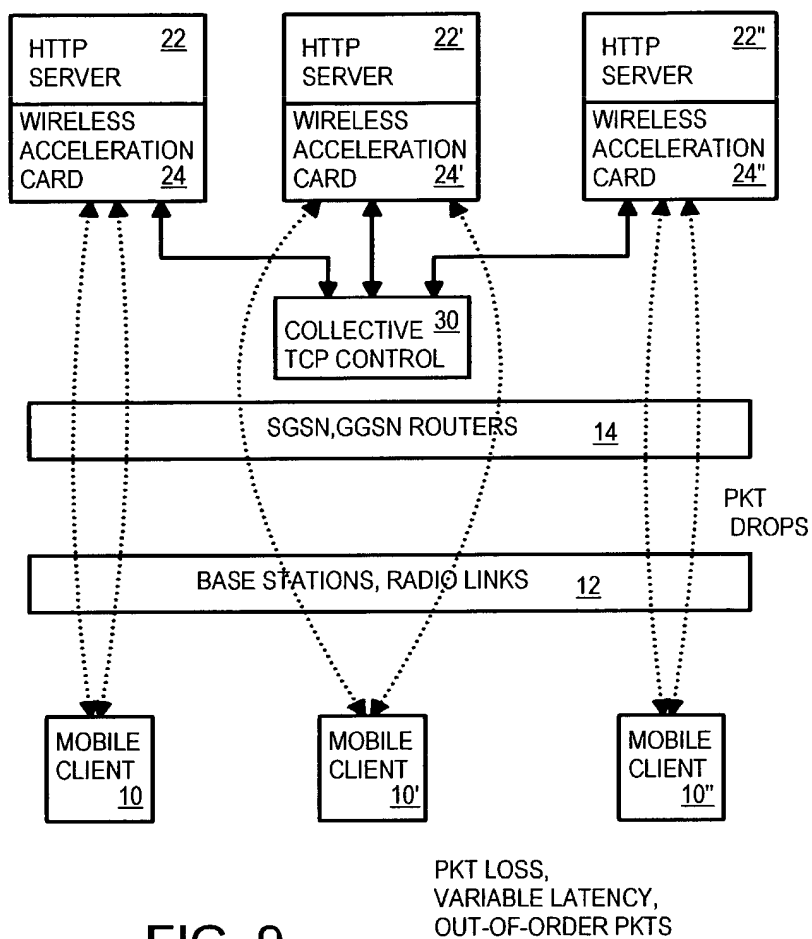 HTTP 22
SERVER
WIRELESS
ACCELERATION
CARD 24
HTTP 22'
SERVER
WIRELESS
ACCELERATION
CARD 24'
HTTP 22"
SERVER
WIRELESS
ACCELERATION
CARD 24"
COLLECTIVE 30
TCP CONTROL
SGSN,GGSN ROUTERS 14
PKT
DROPS
BASE STATIONS, RADIO LINKS 12
MOBILE
CLIENT
10
MOBILE
CLIENT
10'
MOBILE
CLIENT
10"
PKT LOSS,
VARIABLE LATENCY,
OUT-OF-ORDER PKTS